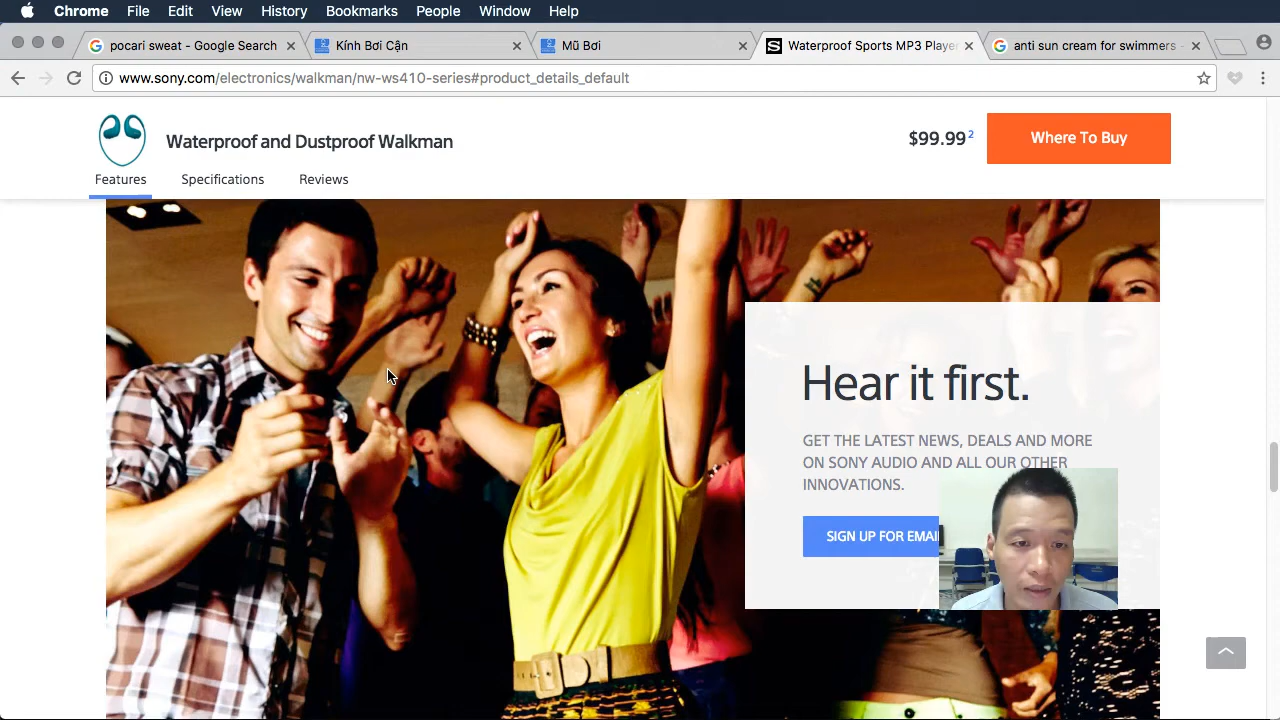 Chrome File Edit View History Bookmarks People Window Help
pocari sweat - Google Search
Kính Bơi Cận
Mũ Bơi
Waterproof Sports MP3 Playe
anti sun cream for swimmers -
www.sony.com/electronics/walkman/nw-ws410-series#product_details_default
Waterproof and Dustproof Walkman
$99.99 2
Where To Buy
Features Specifications Reviews
Hear it first.
GET THE LATEST NEWS, DEALS AND MORE
ON SONY AUDIO AND ALL OUR OTHER
INNOVATIONS.
SIGN UP FOR EMAI